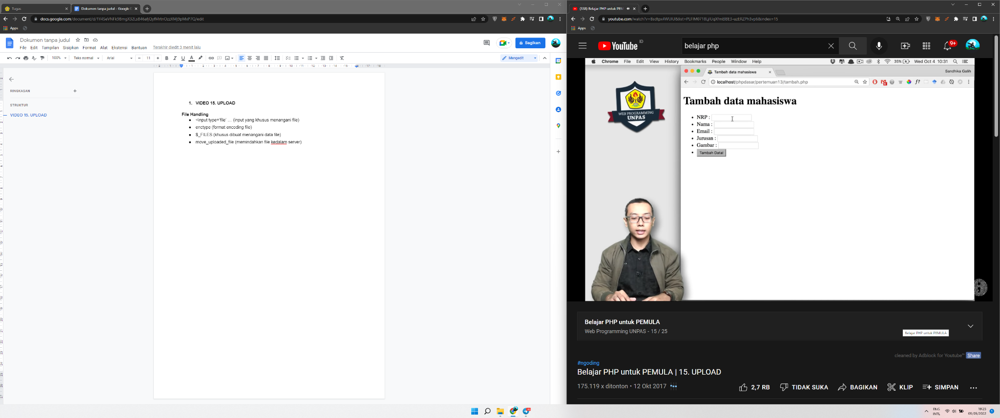 Tugas
Dokumen tanpa judul - Google D
docs.google.com/document/d/1Y4SeVNFk9BmgX32LsB46afjQyfMrtnOzzXMj9pMxP7Q/edit
Apps
Dokumen tanpa judul
File Edit Tampilan Sisipkan Format Alat Ekstensi Bantuan Terakhir diedit 3 menit lalu
Bagikan
100% Teks normal Arial 11 B I U A Mengedit
RINGKASAN
STRUKTUR
VIDEO 15. UPLOAD
1. VIDEO 15. UPLOAD
File Handling
● <input type='file' ... (input yang khusus menangani file)
● enctype (format encoding file)
● $_FILES (khusus dibuat menangani data file)
● move_uploaded_file (memindahkan file kedalam server)
(338) Belajar PHP untuk PEM
youtube.com/watch?v=Bsdtpx4WUIU&list=PLFIM0718LjIUqXfmEIBE3-uzERZPh3vp6&index=15
Apps
YouTube ID
belajar php
9+
Chrome File Edit View History Bookmarks People Window Help 35% Wed Oct 4 10:31
Tambah data mahasiswa
Sandhika Galih
localhost/phpdasar/pertemuan13/tambah.php
WEB PROGRAMMING
UNPAS
Tambah data mahasiswa
• NRP :
• Nama :
• Email :
• Jurusan :
• Gambar :
• Tambah Data!
Belajar PHP untuk PEMULA
Web Programming UNPAS - 15 / 25
Belajar PHP untuk PEMULA
cleaned by Adblock for Youtube™ Share
#ngoding
Belajar PHP untuk PEMULA | 15. UPLOAD
175.119 x ditonton • 12 Okt 2017
2,7 RB TIDAK SUKA BAGIKAN KLIP SIMPAN
ENG
INTL
19:25
09/05/2022